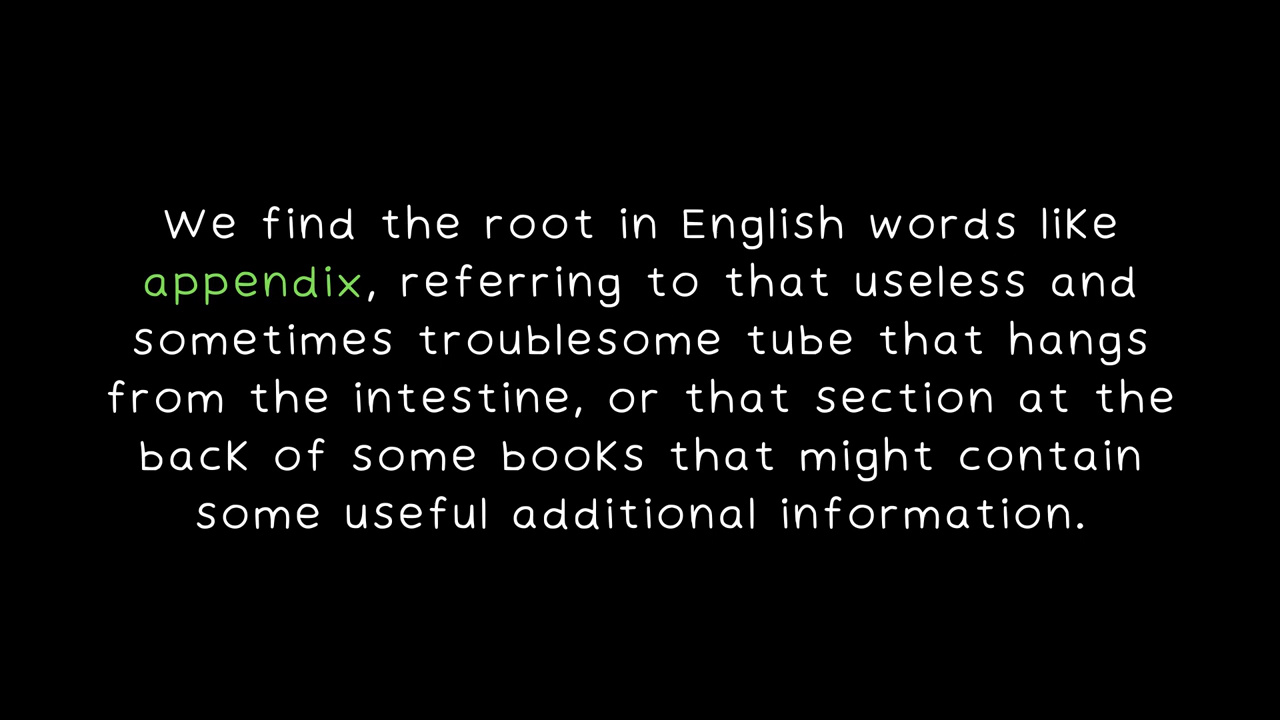 We find the root in English words like
appendix, referring to that useless and
sometimes troublesome tube that hangs
from the intestine, or that section at the
back of some books that might contain
some useful additional information.